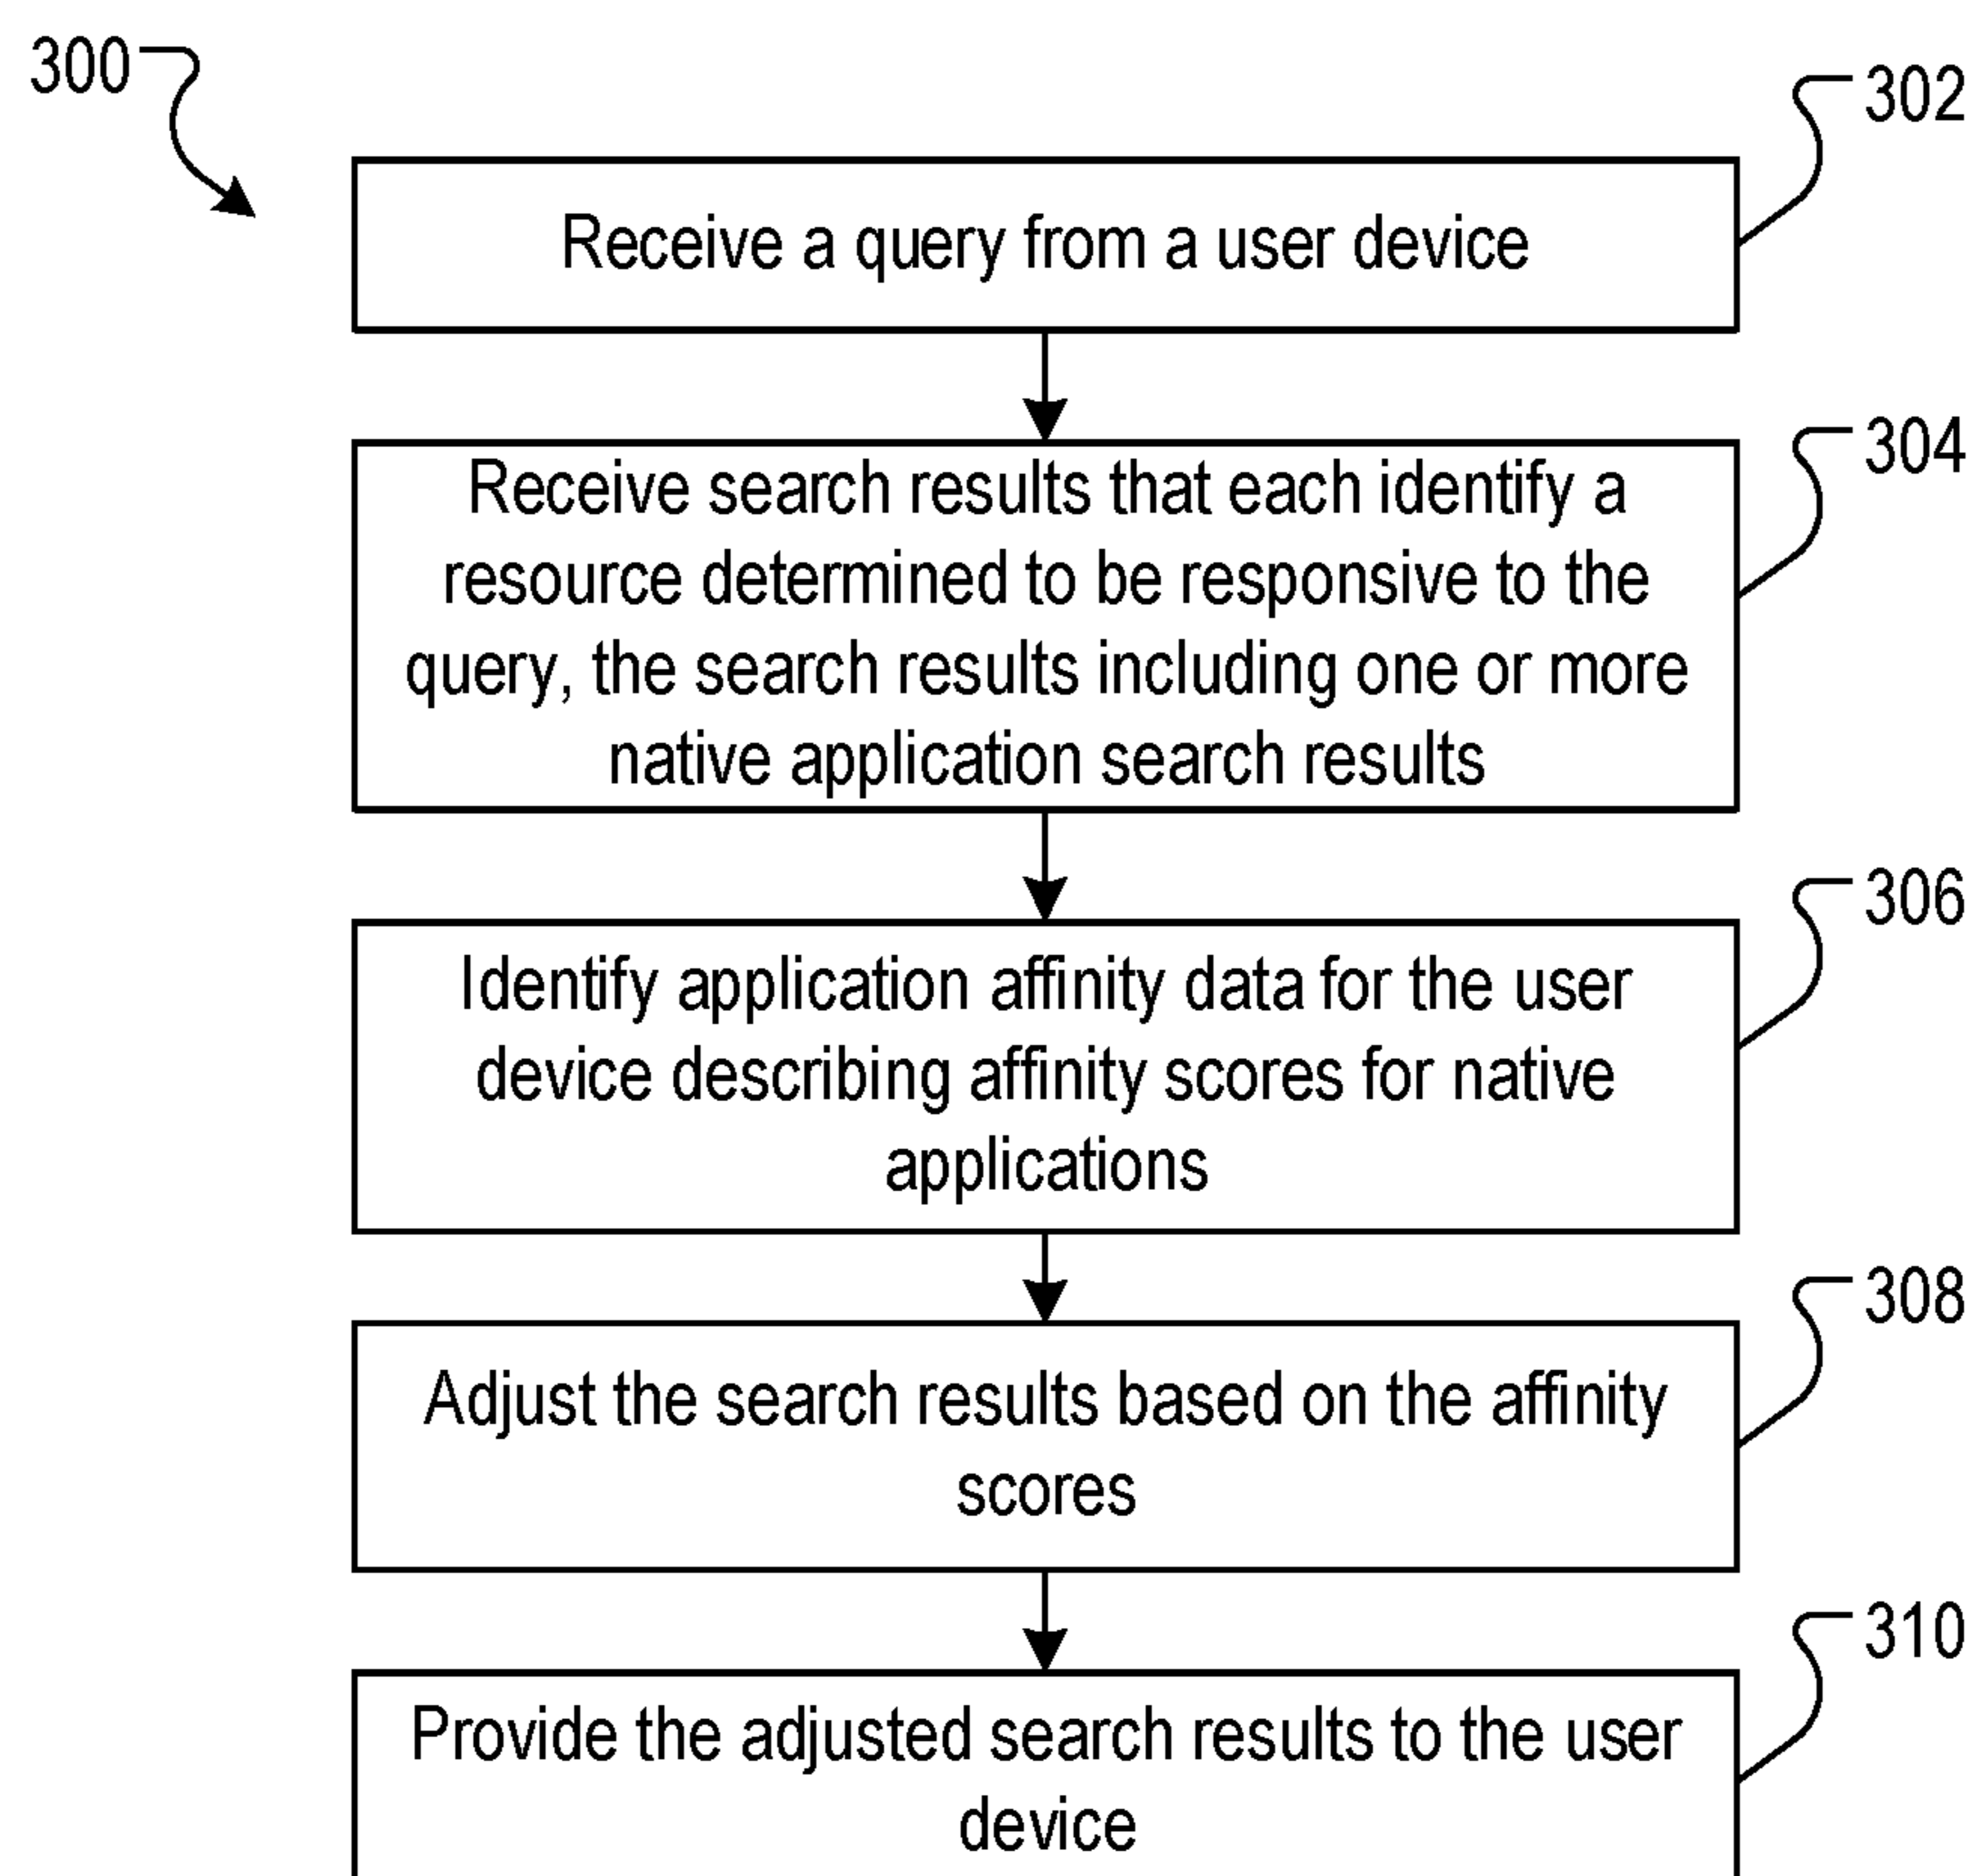 300
302
Receive a query from a user device
304
Receive search results that each identify a
resource determined to be responsive to the
query, the search results including one or more
native application search results
306
Identify application affinity data for the user
device describing affinity scores for native
applications
308
Adjust the search results based on the affinity
scores
310
Provide the adjusted search results to the user
device